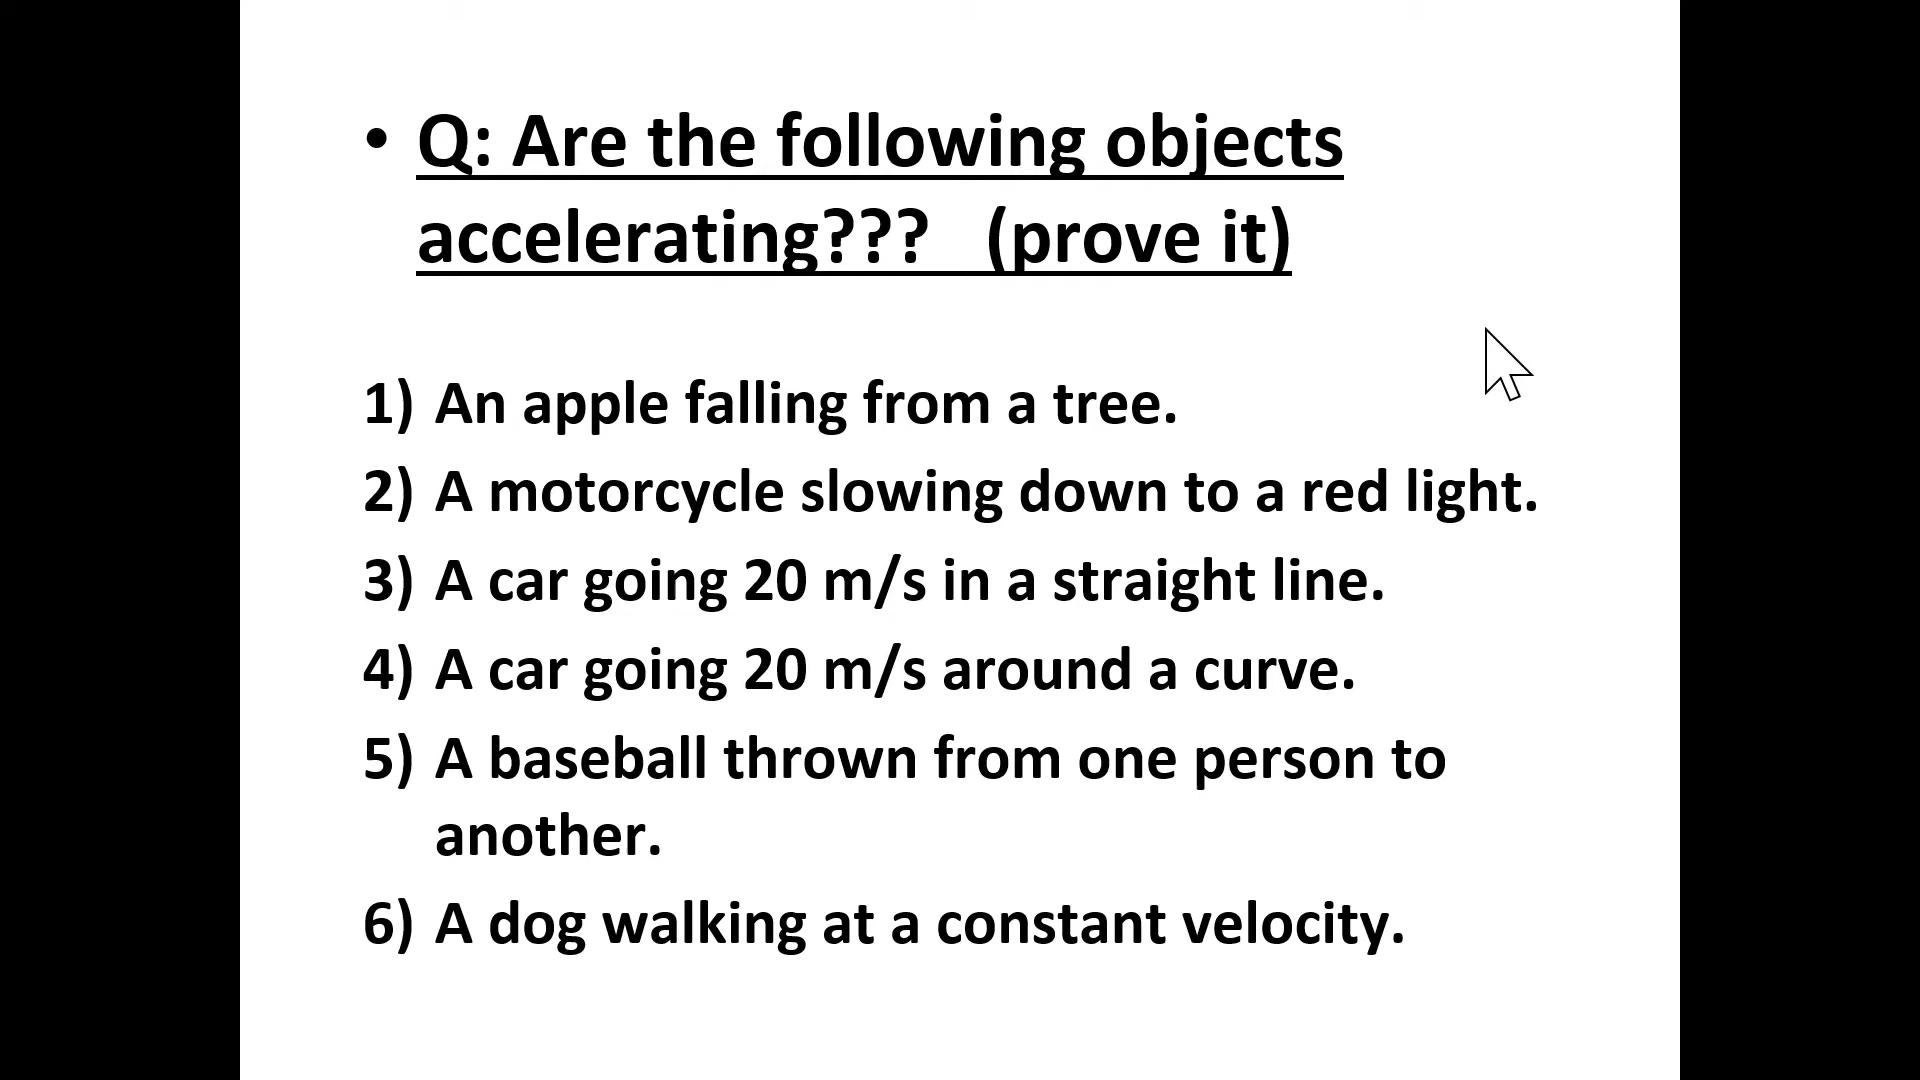 • Q: Are the following objects
accelerating??? (prove it)
1) An apple falling from a tree.
2) A motorcycle slowing down to a red light.
3) A car going 20 m/s in a straight line.
4) A car going 20 m/s around a curve.
5) A baseball thrown from one person to
another.
6) A dog walking at a constant velocity.